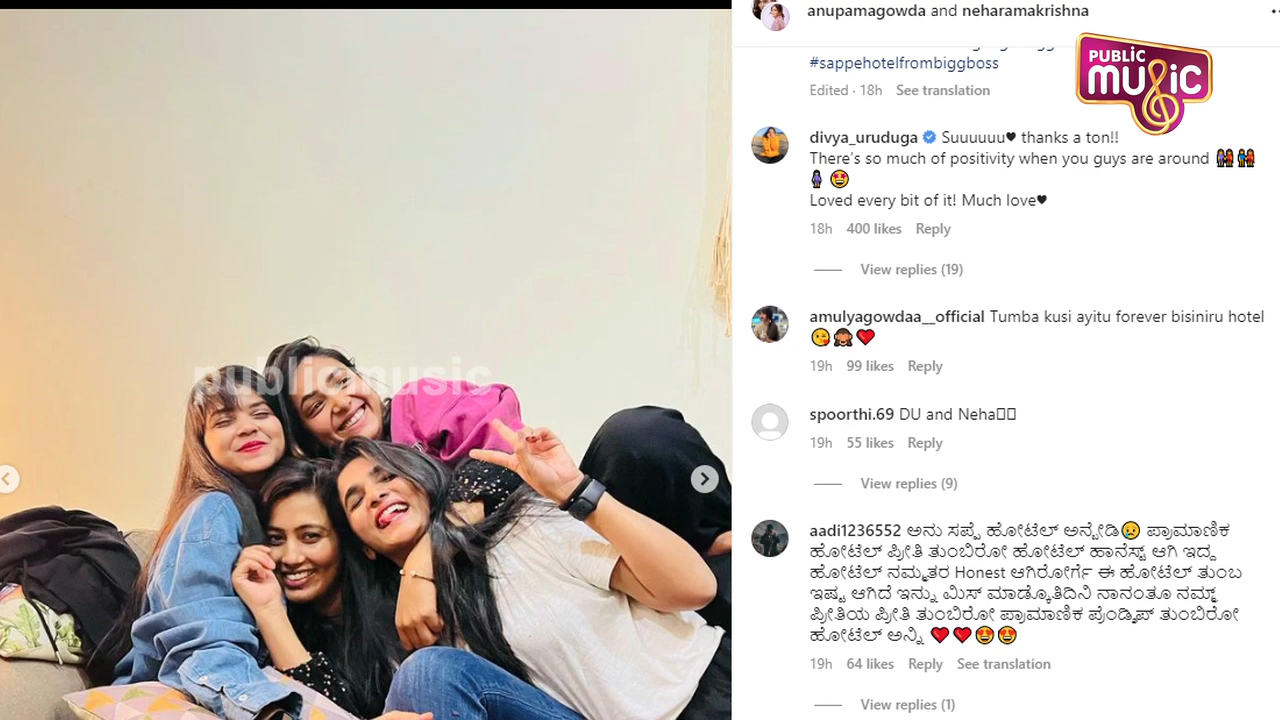 anupamagowda and neharamakrishna
PUBLIC
music
#sappehotelfrombiggboss
Edited · 18h See translation
divya_uruduga Suuuuuu♥ thanks a ton!!
There's so much of positivity when you guys are around 👭👫
🧍‍♀️🤩
Loved every bit of it! Much love♥
18h 400 likes Reply
View replies (19)
amulyagowdaa__official Tumba kusi ayitu forever bisiniru hotel
😘🙈❤️
19h 99 likes Reply
spoorthi.69 DU and Neha
19h 55 likes Reply
View replies (9)
aadi1236552 ಅನು ಸಪ್ಪೆ ಹೋಟೆಲ್ ಅನ್ಬೇಡಿ😢 ಪ್ರಾಮಾಣಿಕ
ಹೋಟೆಲ್ ಪ್ರೀತಿ ತುಂಬಿರೋ ಹೋಟೆಲ್ ಹಾನೆಸ್ಟ್ ಆಗಿ ಇದ್ದ
ಹೋಟೆಲ್ ನಮ್ಮತರ Honest ಆಗಿರೋರ್ಗೆ ಈ ಹೋಟೆಲ್ ತುಂಬ
ಇಷ್ಟ ಆಗಿದೆ ಇನ್ನು ಮಿಸ್ ಮಾಡ್ಕೊತಿದಿನಿ ನಾನಂತೂ ನಮ್ಮ್
ಪ್ರೀತಿಯ ಪ್ರೀತಿ ತುಂಬಿರೋ ಪ್ರಾಮಾಣಿಕ ಫ್ರೆಂಡ್ಶಿಪ್ ತುಂಬಿರೋ
ಹೋಟೆಲ್ ಅನ್ನಿ ❤️❤️😍😍
19h 64 likes Reply See translation
View replies (1)
publicmusic